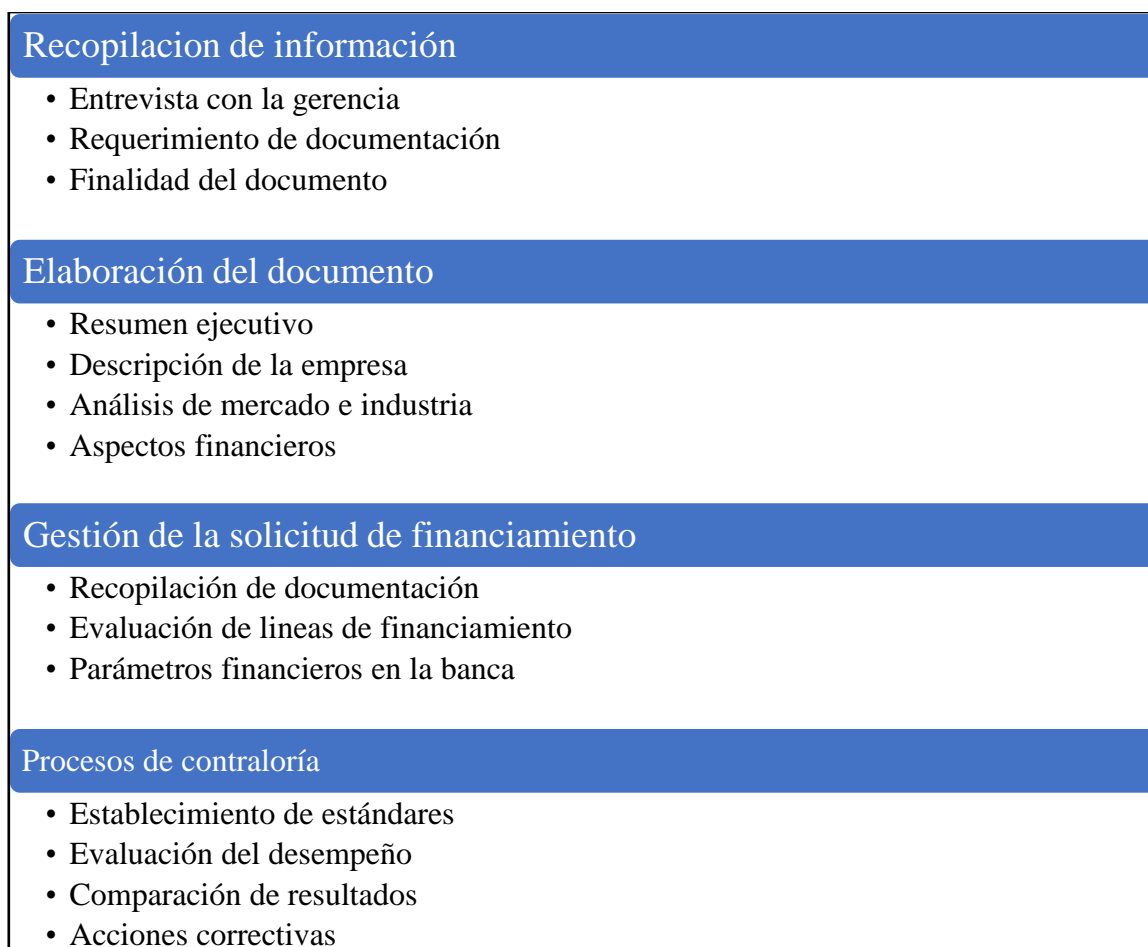 Recopilacion de información
• Entrevista con la gerencia
• Requerimiento de documentación
• Finalidad del documento
Elaboración del documento
• Resumen ejecutivo
• Descripción de la empresa
• Análisis de mercado e industria
• Aspectos financieros
Gestión de la solicitud de financiamiento
• Recopilación de documentación
• Evaluación de lineas de financiamiento
• Parámetros financieros en la banca
Procesos de contraloría
• Establecimiento de estándares
• Evaluación del desempeño
• Comparación de resultados
• Acciones correctivas